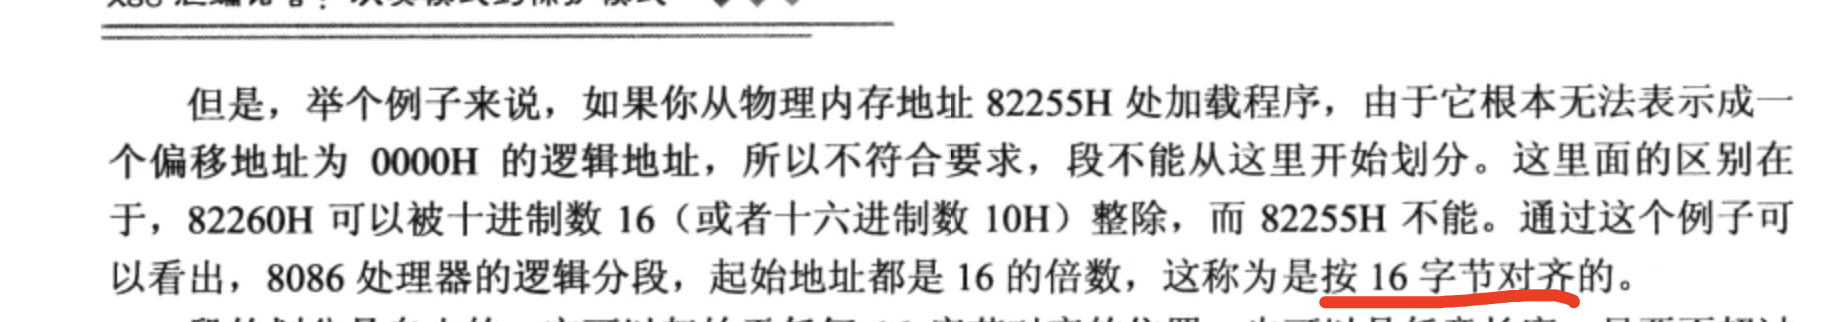 但是，举个例子来说，如果你从物理内存地址 82255H 处加载程序，由于它根本无法表示成一
个偏移地址为 0000H 的逻辑地址，所以不符合要求，段不能从这里开始划分。这里面的区别在
于，82260H 可以被十进制数 16（或者十六进制数 10H）整除，而 82255H 不能。通过这个例子可
以看出，8086 处理器的逻辑分段，起始地址都是 16 的倍数，这称为是按 16 字节对齐的。